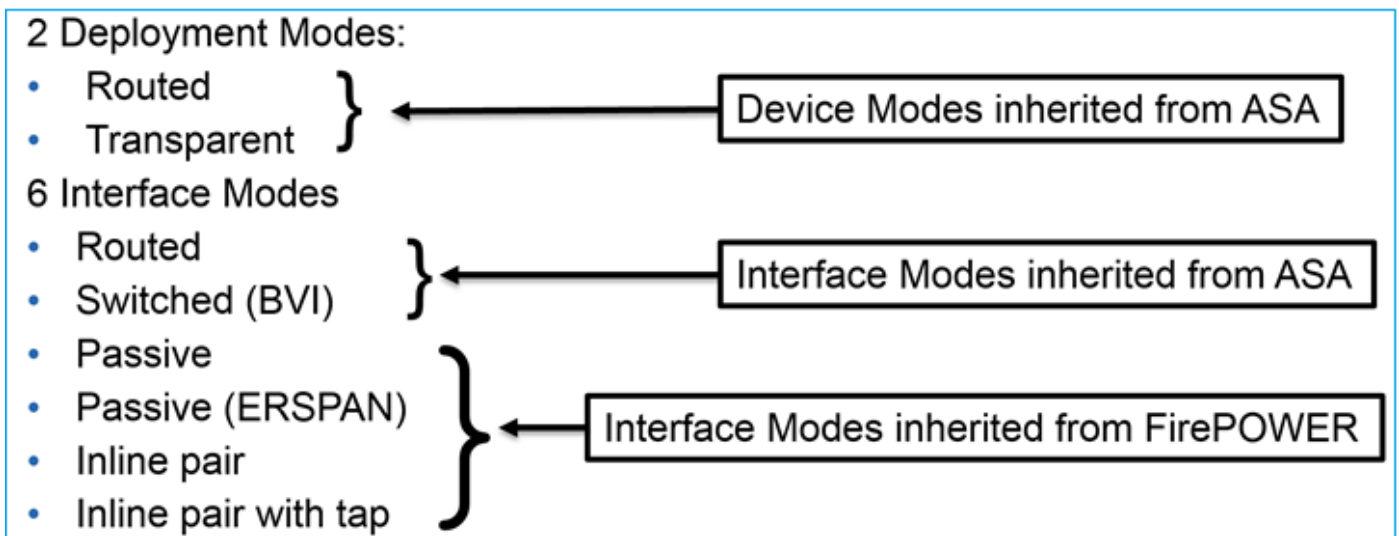 2 Deployment Modes:
• Routed
• Transparent
Device Modes inherited from ASA
6 Interface Modes
• Routed
• Switched (BVI)
Interface Modes inherited from ASA
• Passive
• Passive (ERSPAN)
• Inline pair
• Inline pair with tap
Interface Modes inherited from FirePOWER